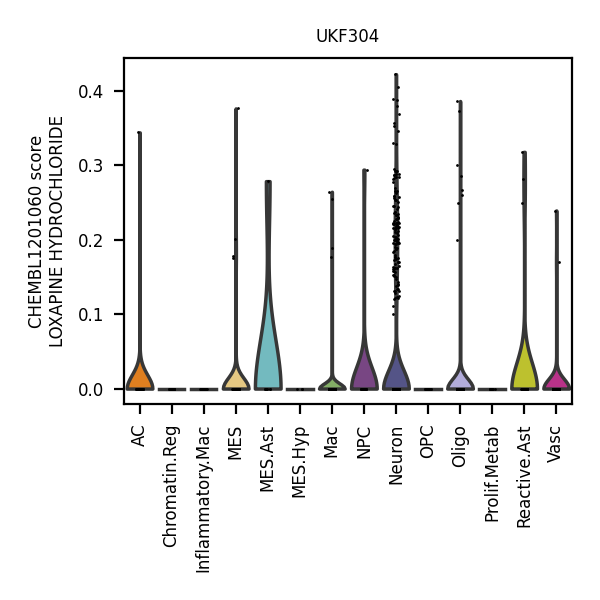 UKF304
CHEMBL1201060 score
LOXAPINE HYDROCHLORIDE
0.4
0.3
0.2
0.1
0.0
AC
Chromatin.Reg
Inflammatory.Mac
MES
MES.Ast
MES.Hyp
Mac
NPC
Neuron
OPC
Oligo
Prolif.Metab
Reactive.Ast
Vasc